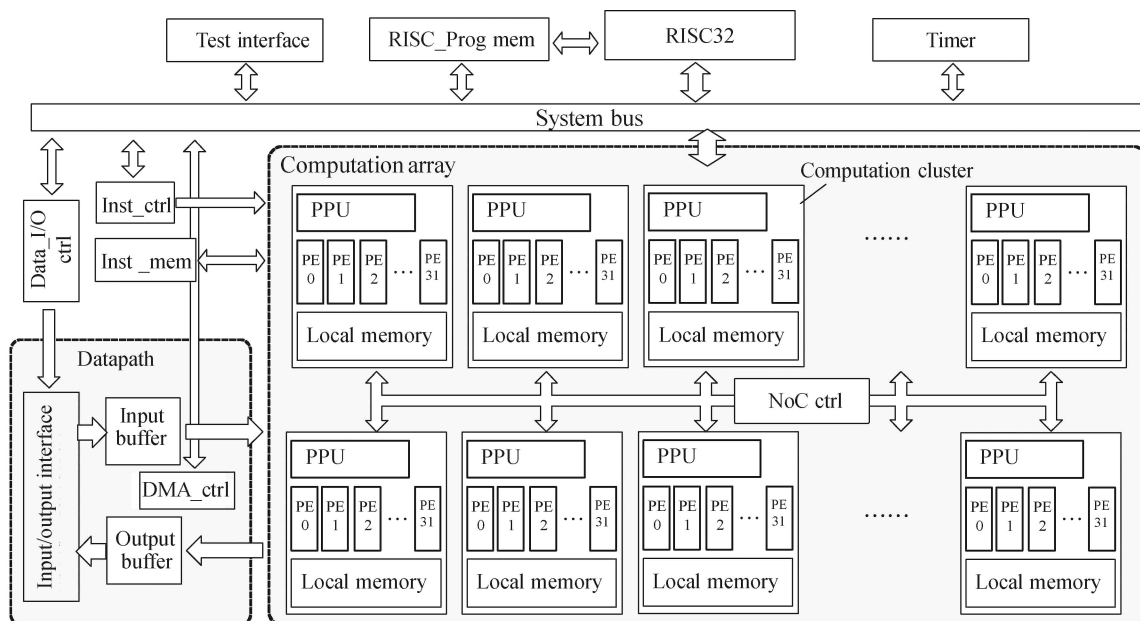 Test interface
RISC_Prog mem
RISC32
Timer
System bus
Computation array
Computation cluster
Inst_ctrl
Inst _mem
Data_I/O
ctrl
Datapath
Input/output interface
Input
buffer
DMA_ctrl
Output
buffer
PPU
PE
0
PE
1
PE
2
...
PE
31
Local memory
PPU
PE
0
PE
1
PE
2
...
PE
31
Local memory
PPU
PE
0
PE
1
PE
2
...
PE
31
Local memory
......
PPU
PE
0
PE
1
PE
2
...
PE
31
Local memory
NoC ctrl
PPU
PE
0
PE
1
PE
2
...
PE
31
Local memory
PPU
PE
0
PE
1
PE
2
...
PE
31
Local memory
PPU
PE
0
PE
1
PE
2
...
PE
31
Local memory
......
PPU
PE
0
PE
1
PE
2
...
PE
31
Local memory